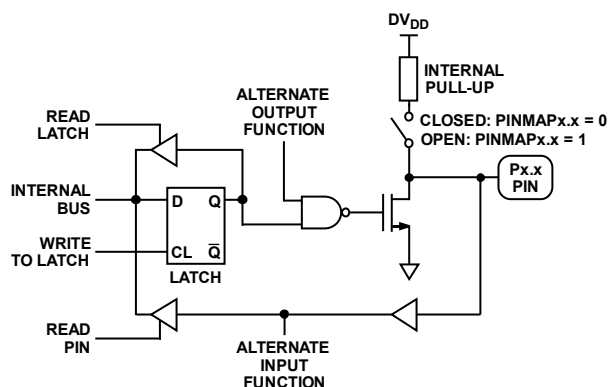 DVDD
INTERNAL
PULL-UP
CLOSED: PINMAPx.x = 0
OPEN: PINMAPx.x = 1
ALTERNATE
OUTPUT
FUNCTION
READ
LATCH
Px.x
PIN
INTERNAL
BUS
D Q
WRITE
TO LATCH
CL Q̅
LATCH
READ
PIN
ALTERNATE
INPUT
FUNCTION